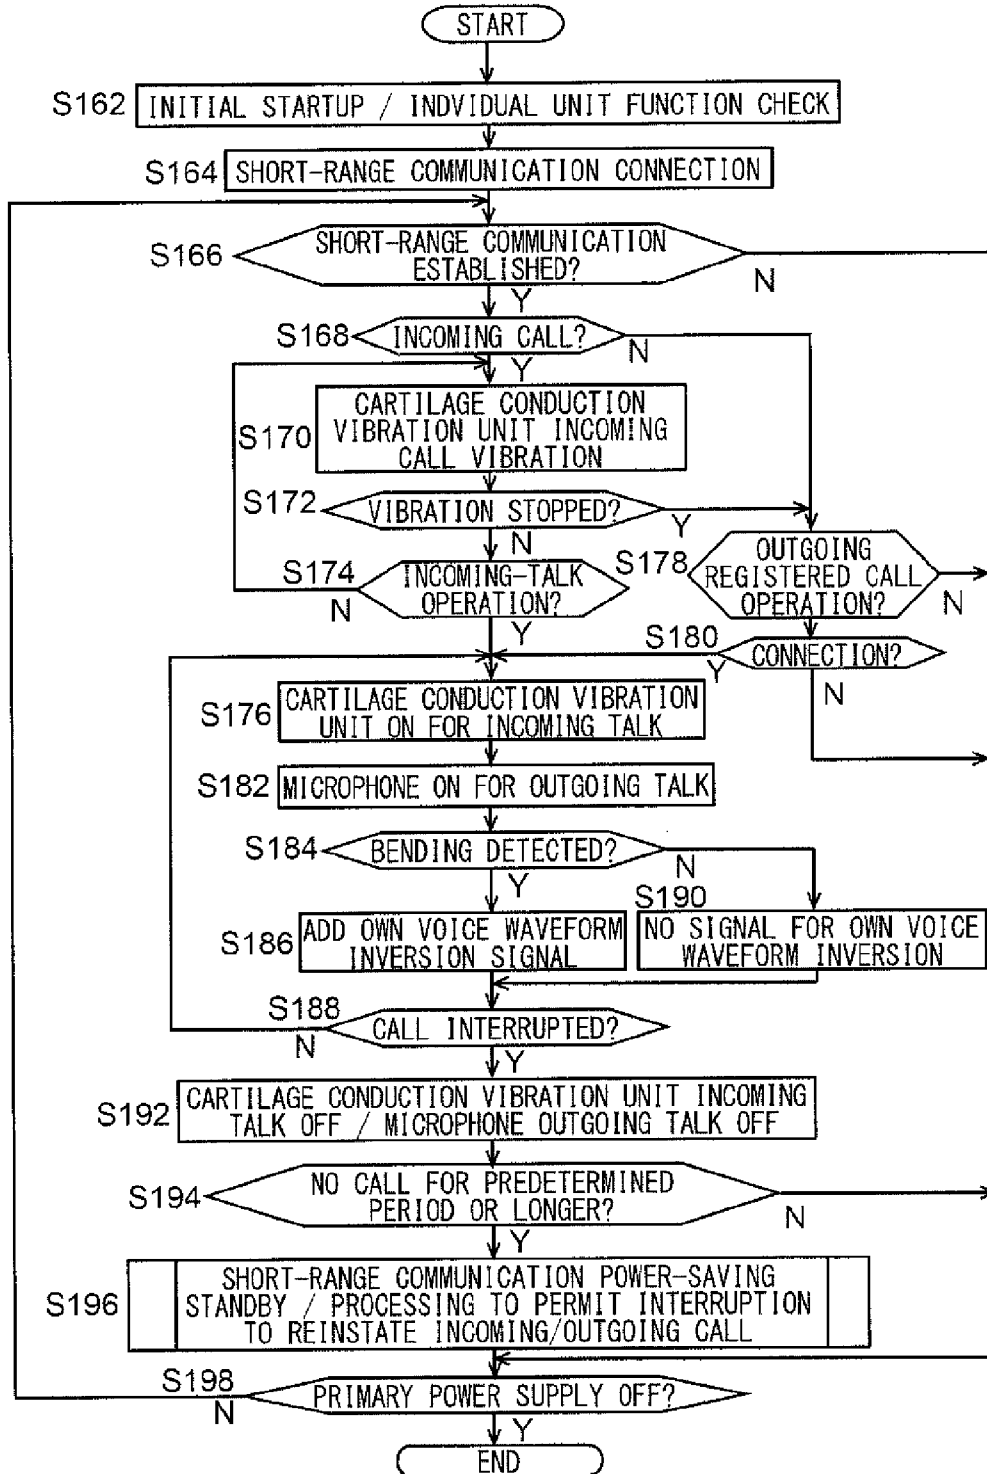 START
S162
INITIAL STARTUP / INDVIDUAL UNIT FUNCTION CHECK
S164
SHORT-RANGE COMMUNICATION CONNECTION
S166
SHORT-RANGE COMMUNICATION
ESTABLISHED?
N
Y
S168
INCOMING CALL?
N
Y
S170
CARTILAGE CONDUCTION
VIBRATION UNIT INCOMING
CALL VIBRATION
S172
VIBRATION STOPPED?
Y
N
S174
INCOMING-TALK
OPERATION?
N
Y
S178
OUTGOING
REGISTERED CALL
OPERATION?
N
S180
CONNECTION?
Y
N
S176
CARTILAGE CONDUCTION VIBRATION
UNIT ON FOR INCOMING TALK
S182
MICROPHONE ON FOR OUTGOING TALK
S184
BENDING DETECTED?
N
Y
S186
ADD OWN VOICE WAVEFORM
INVERSION SIGNAL
S190
NO SIGNAL FOR OWN VOICE
WAVEFORM INVERSION
S188
CALL INTERRUPTED?
N
Y
S192
CARTILAGE CONDUCTION VIBRATION UNIT INCOMING
TALK OFF / MICROPHONE OUTGOING TALK OFF
S194
NO CALL FOR PREDETERMINED
PERIOD OR LONGER?
N
Y
S196
SHORT-RANGE COMMUNICATION POWER-SAVING
STANDBY / PROCESSING TO PERMIT INTERRUPTION
TO REINSTATE INCOMING/OUTGOING CALL
S198
PRIMARY POWER SUPPLY OFF?
N
Y
END